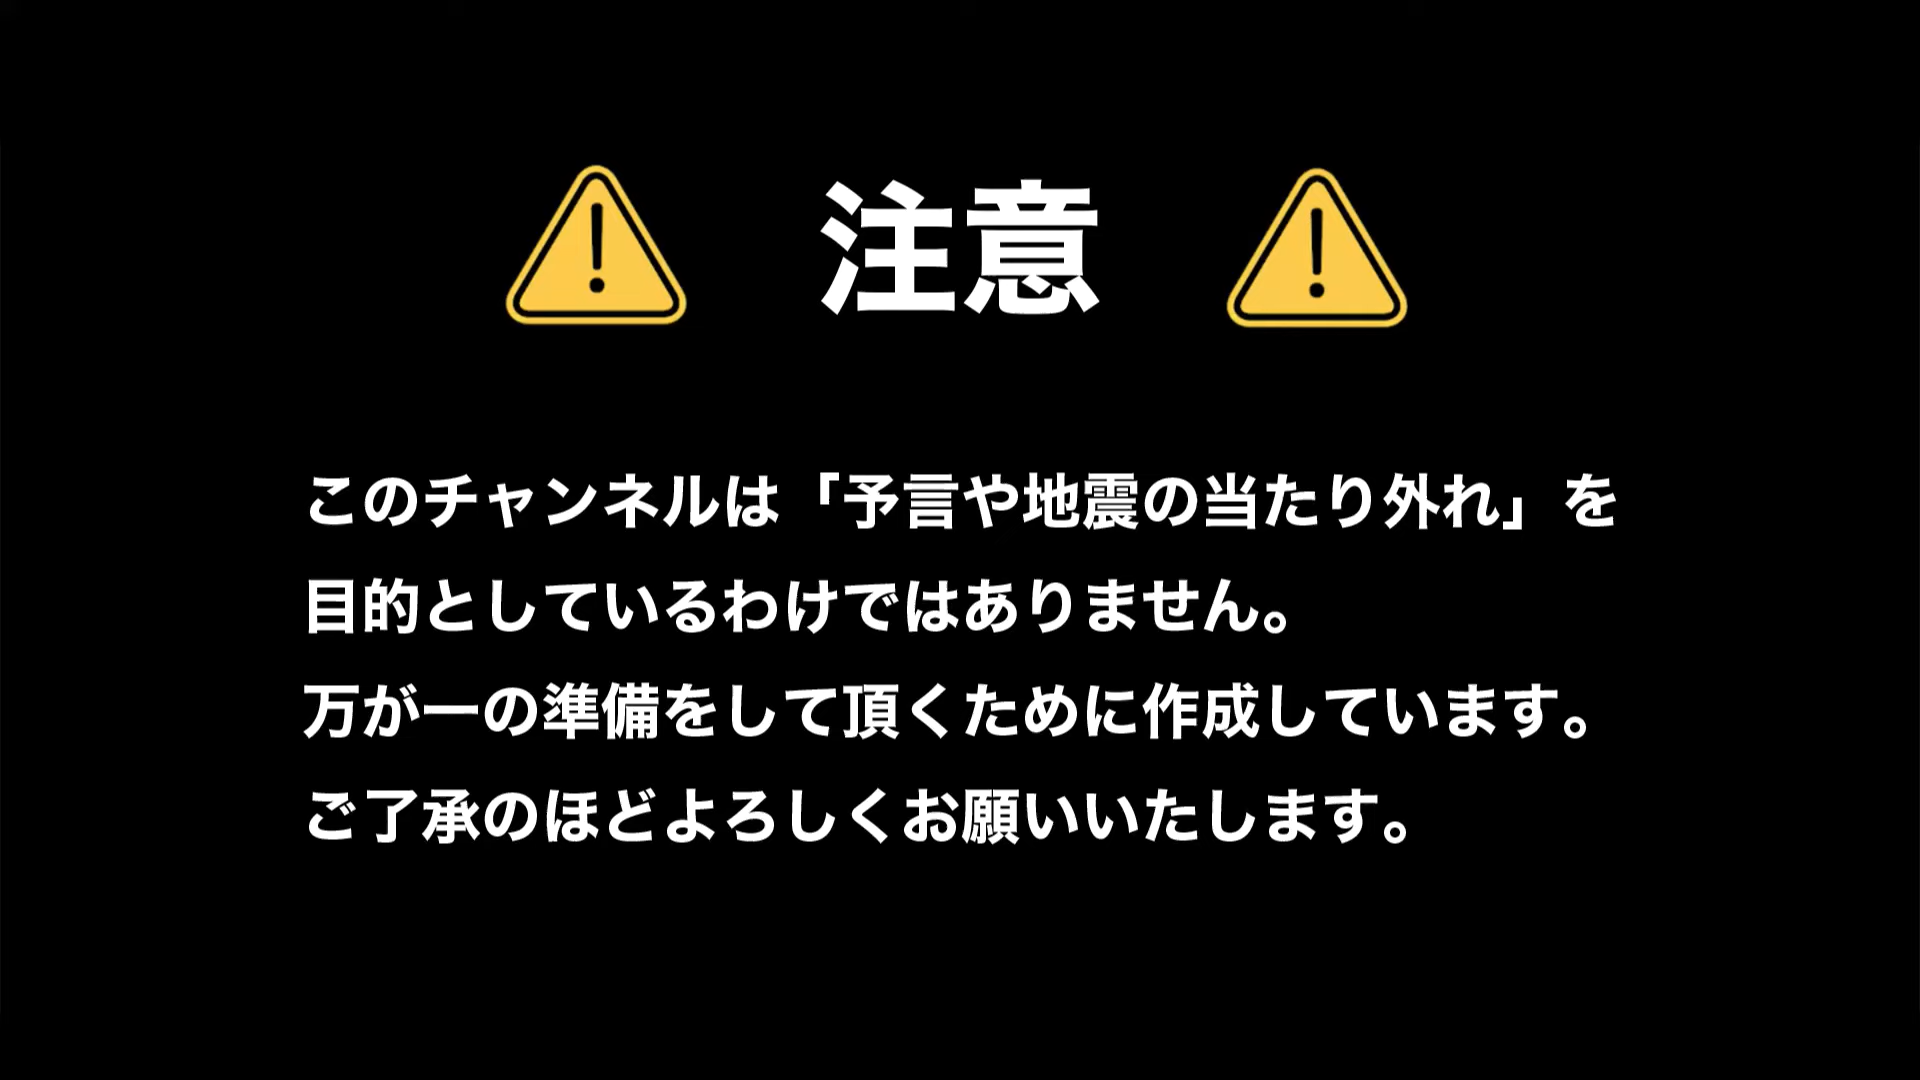 注意
このチャンネルは「予言や地震の当たり外れ」を
目的としているわけではありません。
万が一の準備をして頂くために作成しています。
ご了承のほどよろしくお願いいたします。